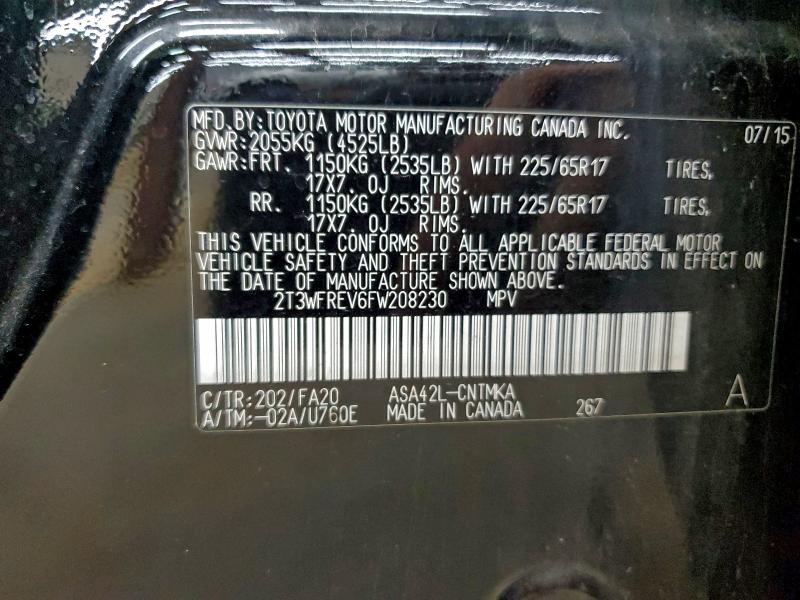 MFD.BY:TOYOTA MOTOR MANUFACTURING CANADA INC. 07/15
GVWR:2055KG (4525LB)
GAWR:FRT. 1150KG (2535LB) WITH 225/65R17 TIRES,
17X7.0J RIMS.
RR. 1150KG (2535LB) WITH 225/65R17 TIRES,
17X7.0J RIMS.
THIS VEHICLE CONFORMS TO ALL APPLICABLE FEDERAL MOTOR
VEHICLE SAFETY AND THEFT PREVENTION STANDARDS IN EFFECT ON
THE DATE OF MANUFACTURE SHOWN ABOVE.
2T3WFREV6FW208230 MPV
C/TR:202/FA20 ASA42L-CNTMKA
A/TM:-02A/U760E MADE IN CANADA 267 A